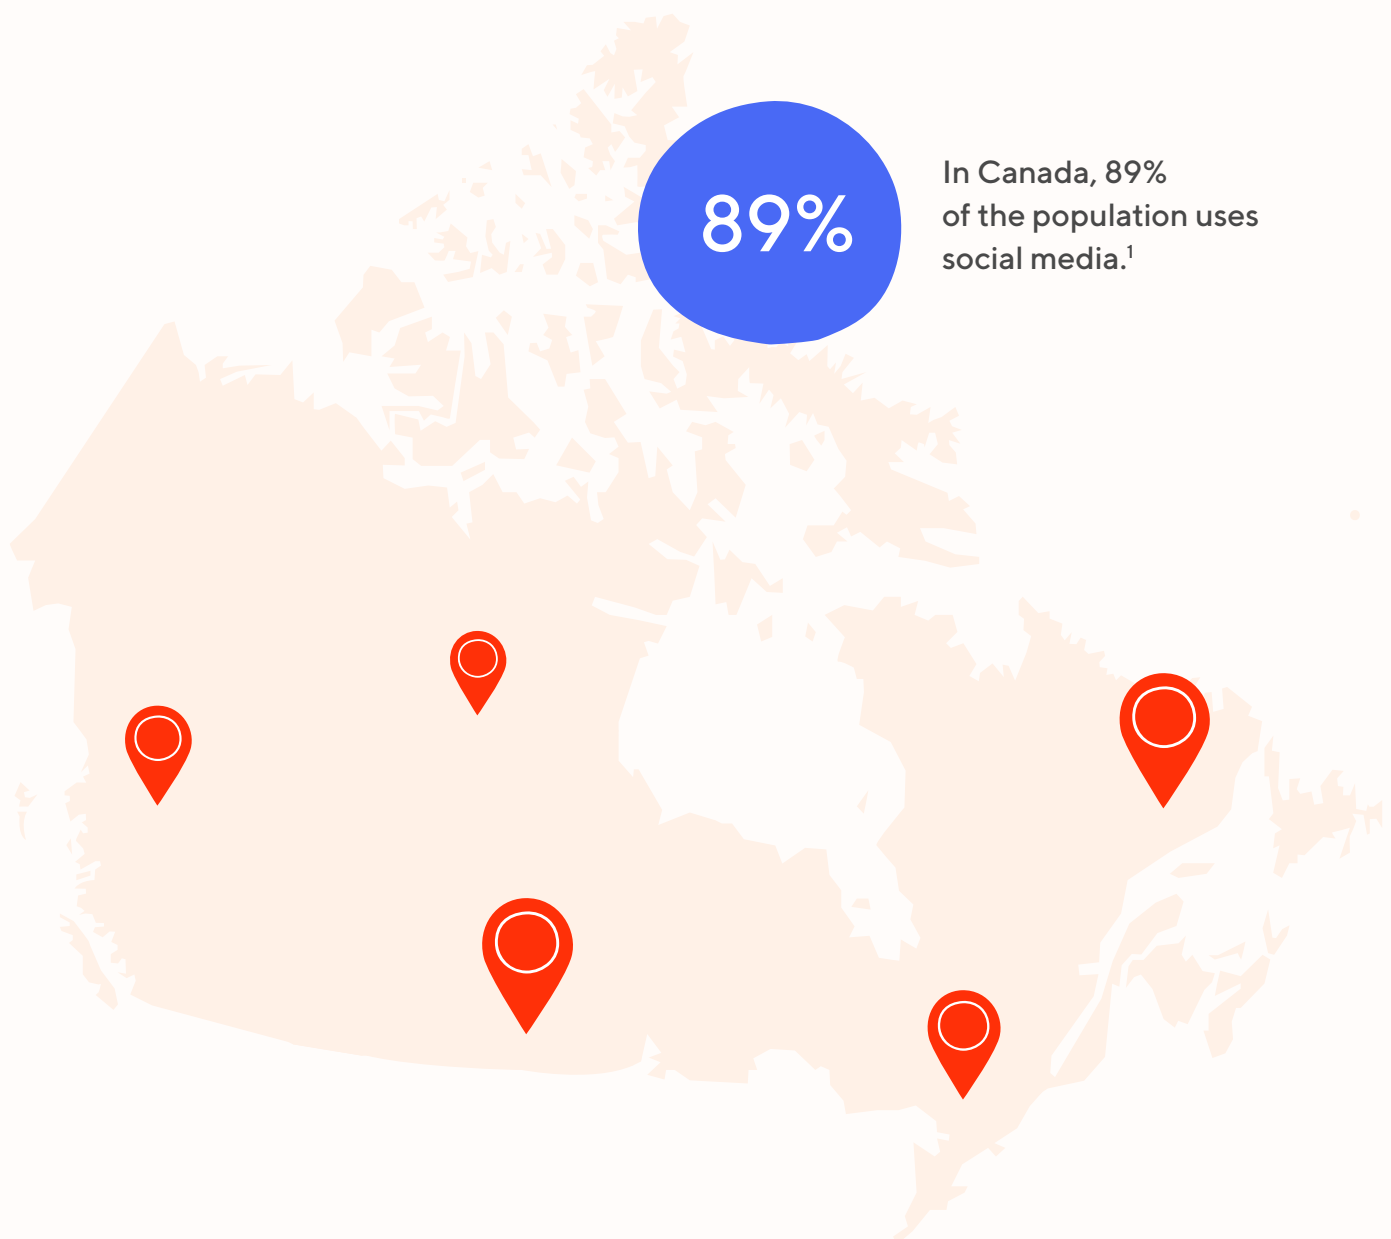 89%
In Canada, 89%
of the population uses
social media.¹